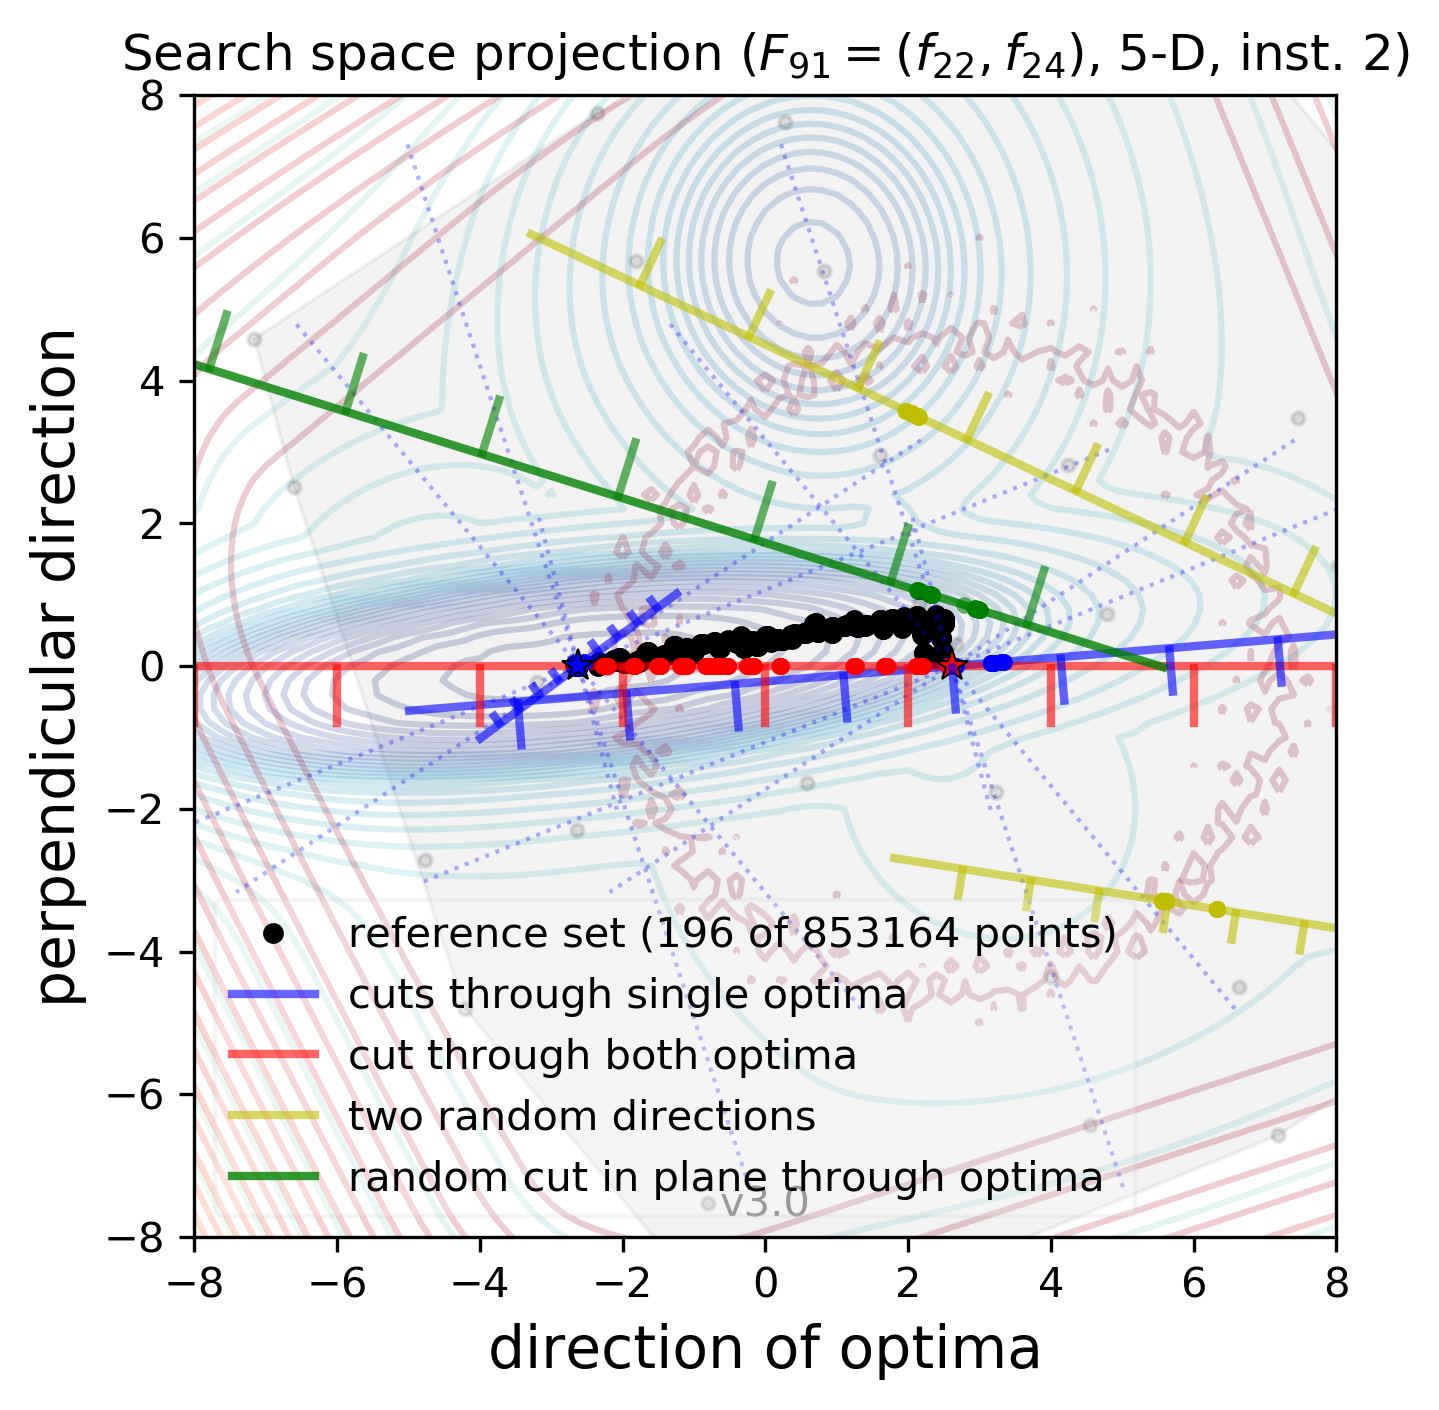 Search space projection (F₉₁ = (f₂₂, f₂₄), 5-D, inst. 2)
8
6
4
2
0
−2
−4
−6
−8
perpendicular direction
reference set (196 of 853164 points)
cuts through single optima
cut through both optima
two random directions
random cut in plane through optima
v3.0
−8 −6 −4 −2 0 2 4 6 8
direction of optima